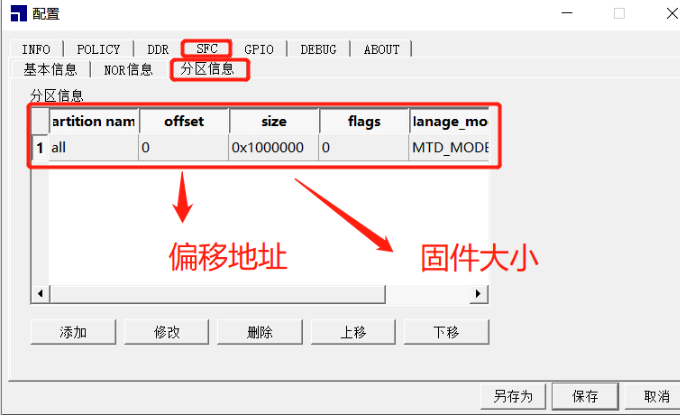 配置
INFO POLICY DDR SFC GPIO DEBUG ABOUT
基本信息 NOR信息 分区信息
分区信息
artition nam offset size flags lanage_mo
1 all 0 0x1000000 0 MTD_MODE
偏移地址 固件大小
添加 修改 删除 上移 下移
另存为 保存 取消